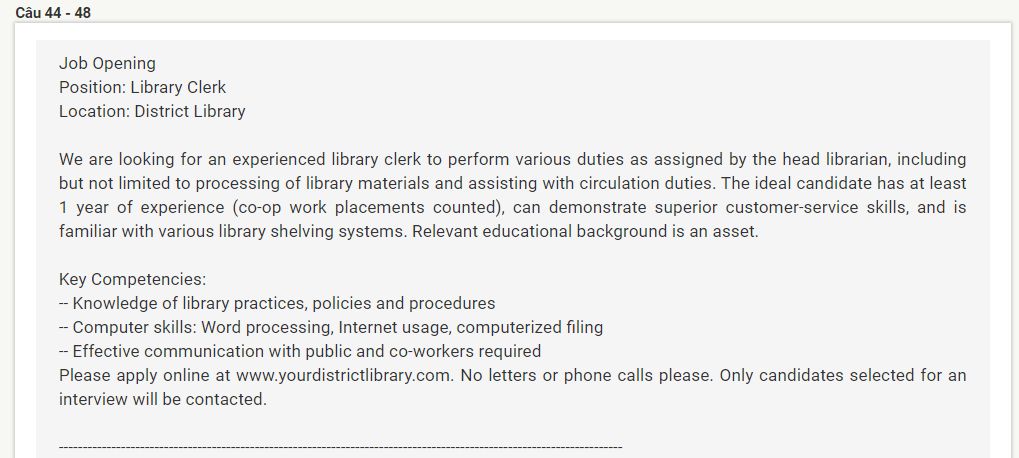 Câu 44 - 48
Job Opening
Position: Library Clerk
Location: District Library
We are looking for an experienced library clerk to perform various duties as assigned by the head librarian, including
but not limited to processing of library materials and assisting with circulation duties. The ideal candidate has at least
1 year of experience (co-op work placements counted), can demonstrate superior customer-service skills, and is
familiar with various library shelving systems. Relevant educational background is an asset.
Key Competencies:
-- Knowledge of library practices, policies and procedures
-- Computer skills: Word processing, Internet usage, computerized filing
-- Effective communication with public and co-workers required
Please apply online at www.yourdistrictlibrary.com. No letters or phone calls please. Only candidates selected for an
interview will be contacted.